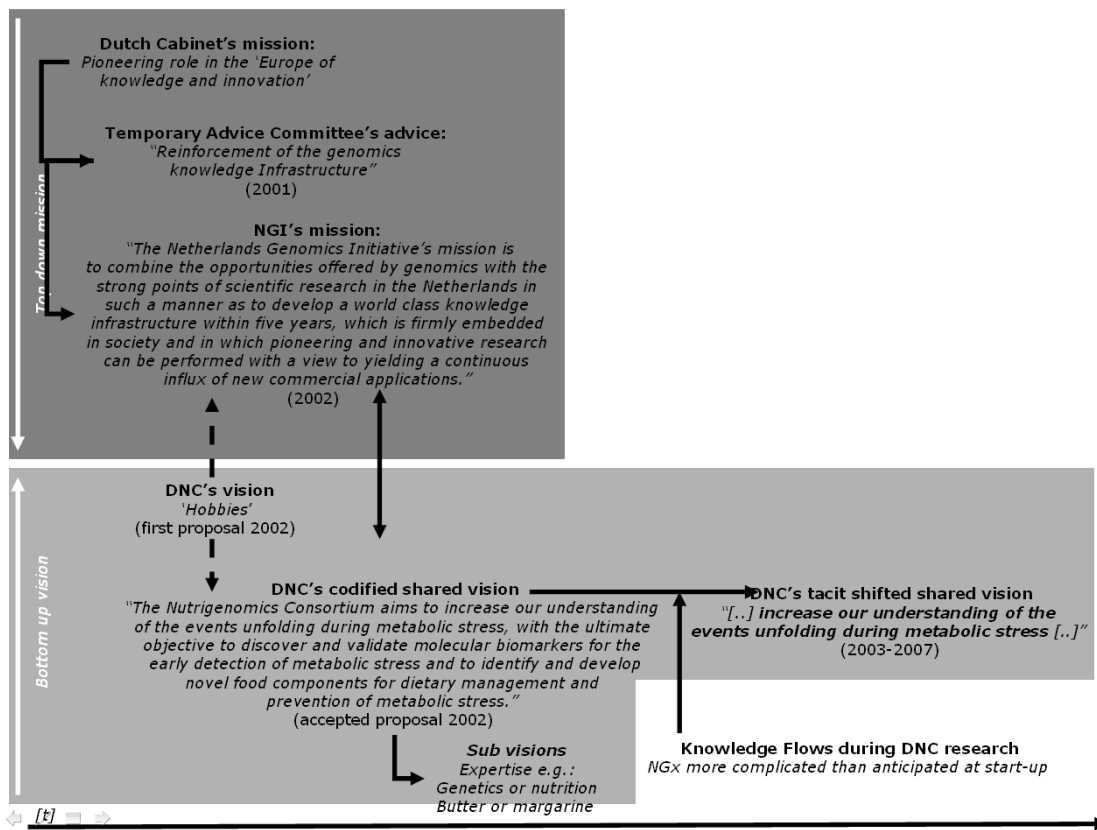 Dutch Cabinet's mission:
Pioneering role in the 'Europe of
knowledge and innovation'
Temporary Advice Committee's advice:
"Reinforcement of the genomics
knowledge Infrastructure"
(2001)
Top down mission
NGI's mission:
"The Netherlands Genomics Initiative's mission is
to combine the opportunities offered by genomics with the
strong points of scientific research in the Netherlands in
such a manner as to develop a world class knowledge
infrastructure within five years, which is firmly embedded
in society and in which pioneering and innovative research
can be performed with a view to yielding a continuous
influx of new commercial applications."
(2002)
DNC's vision
'Hobbies'
(first proposal 2002)
Bottom up vision
DNC's codified shared vision
"The Nutrigenomics Consortium aims to increase our understanding
of the events unfolding during metabolic stress, with the ultimate
objective to discover and validate molecular biomarkers for the
early detection of metabolic stress and to identify and develop
novel food components for dietary management and
prevention of metabolic stress."
(accepted proposal 2002)
DNC's tacit shifted shared vision
"[..] increase our understanding of the
events unfolding during metabolic stress [..]"
(2003-2007)
Sub visions
Expertise e.g.:
Genetics or nutrition
Butter or margarine
Knowledge Flows during DNC research
NGx more complicated than anticipated at start-up
[t]